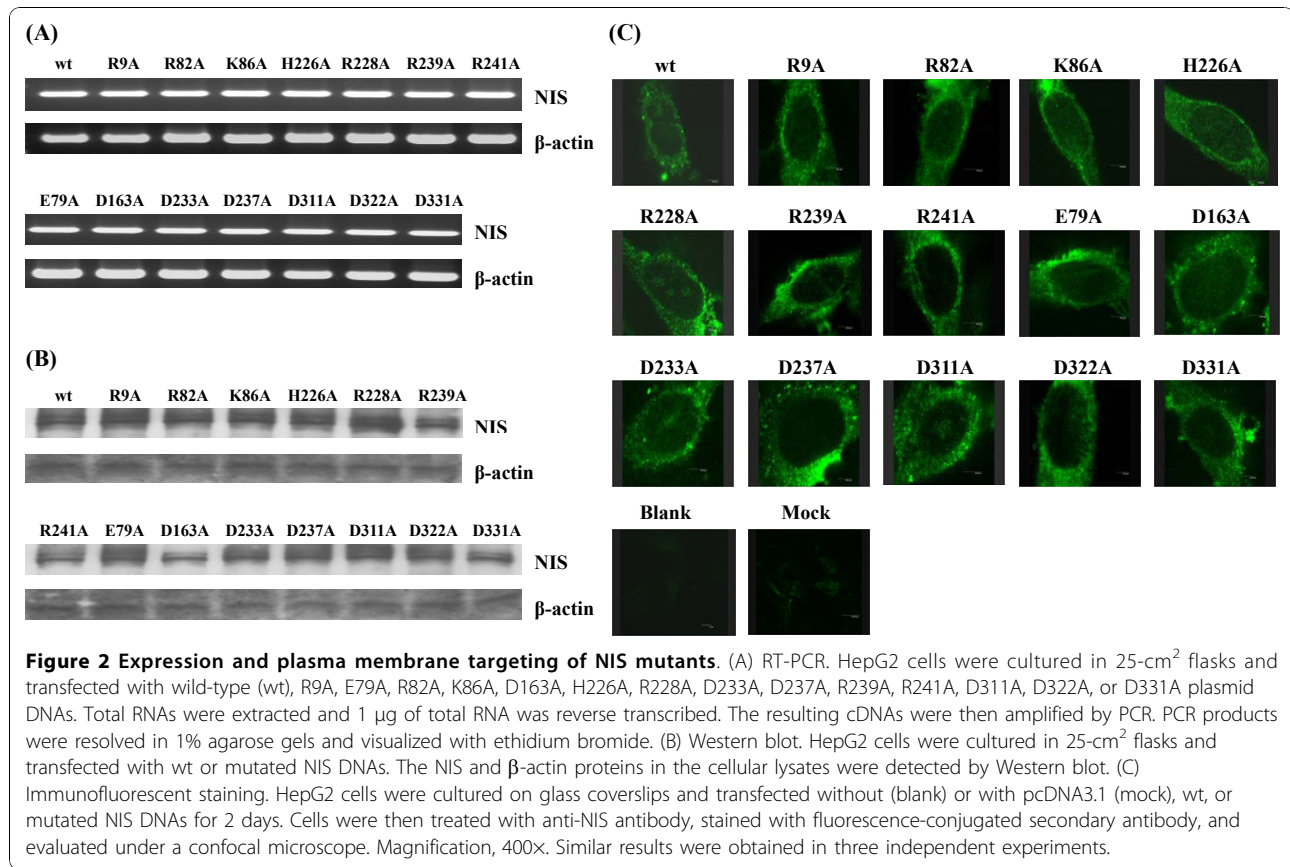 (A)
wt R9A R82A K86A H226A R228A R239A R241A
NIS
β-actin
E79A D163A D233A D237A D311A D322A D331A
NIS
β-actin
(B)
wt R9A R82A K86A H226A R228A R239A
NIS
β-actin
R241A E79A D163A D233A D237A D311A D322A D331A
NIS
β-actin
(C)
wt R9A R82A K86A H226A
R228A R239A R241A E79A D163A
D233A D237A D311A D322A D331A
Blank Mock
Figure 2 Expression and plasma membrane targeting of NIS mutants. (A) RT-PCR. HepG2 cells were cultured in 25-cm² flasks and
transfected with wild-type (wt), R9A, E79A, R82A, K86A, D163A, H226A, R228A, D233A, D237A, R239A, R241A, D311A, D322A, or D331A plasmid
DNAs. Total RNAs were extracted and 1 μg of total RNA was reverse transcribed. The resulting cDNAs were then amplified by PCR. PCR products
were resolved in 1% agarose gels and visualized with ethidium bromide. (B) Western blot. HepG2 cells were cultured in 25-cm² flasks and
transfected with wt or mutated NIS DNAs. The NIS and β-actin proteins in the cellular lysates were detected by Western blot. (C)
Immunofluorescent staining. HepG2 cells were cultured on glass coverslips and transfected without (blank) or with pcDNA3.1 (mock), wt, or
mutated NIS DNAs for 2 days. Cells were then treated with anti-NIS antibody, stained with fluorescence-conjugated secondary antibody, and
evaluated under a confocal microscope. Magnification, 400×. Similar results were obtained in three independent experiments.